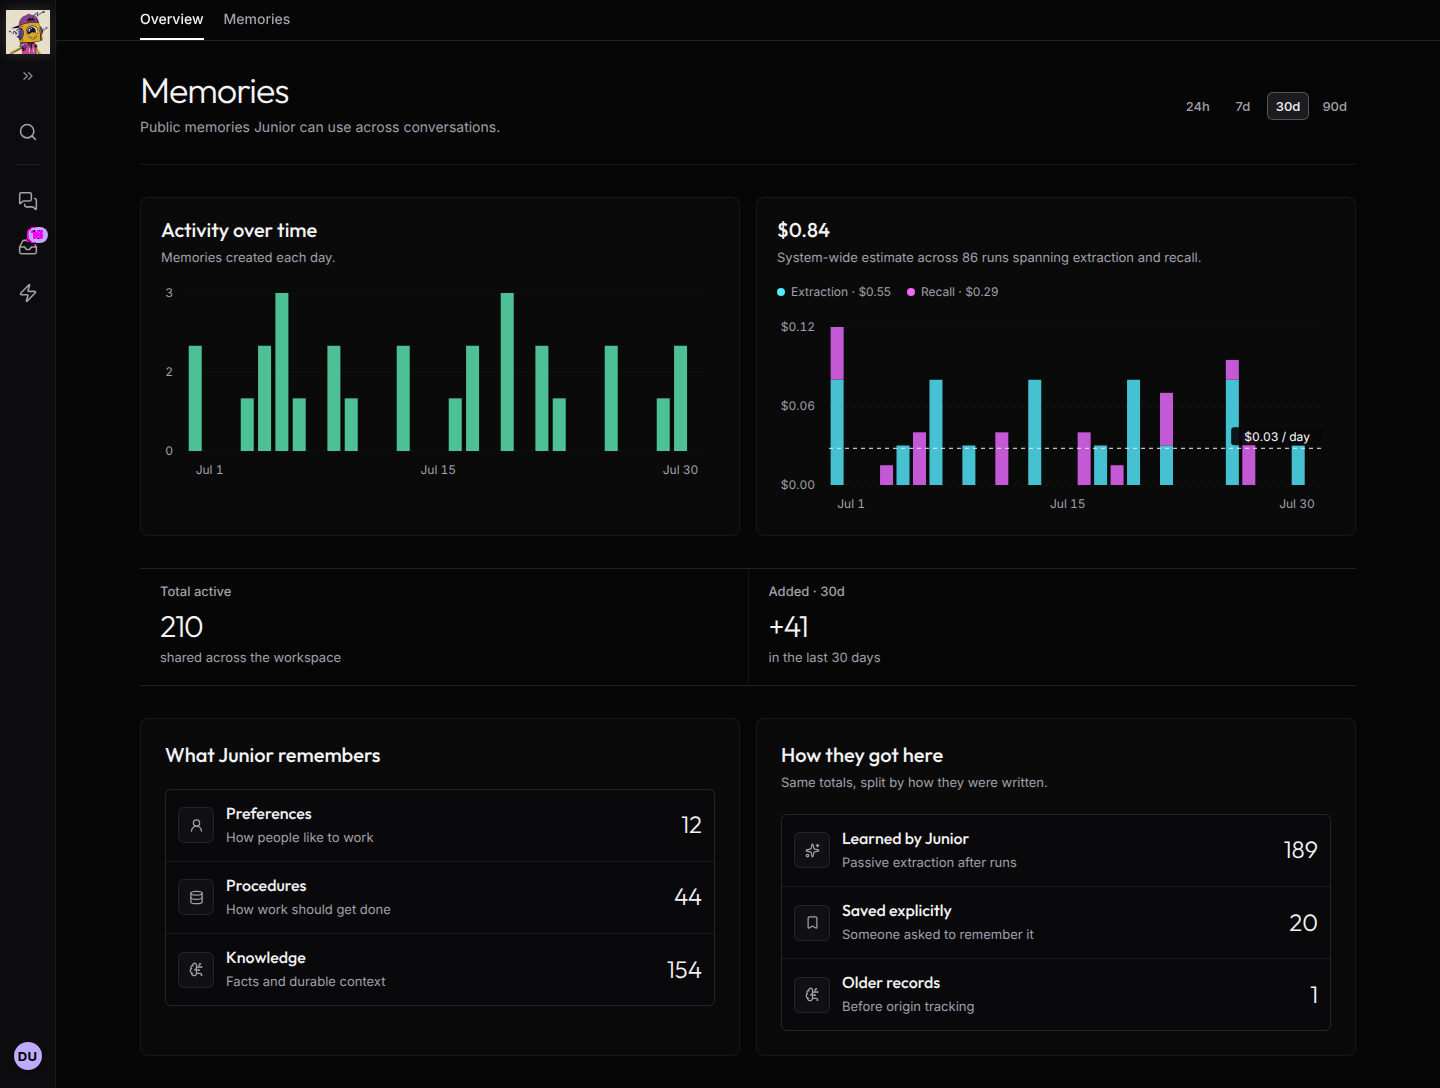 Overview Memories
Memories
Public memories Junior can use across conversations.
24h 7d 30d 90d
Activity over time
Memories created each day.
3
2
0
Jul 1 Jul 15 Jul 30
$0.84
System-wide estimate across 86 runs spanning extraction and recall.
Extraction · $0.55 Recall · $0.29
$0.12
$0.06
$0.03 / day
$0.00
Jul 1 Jul 15 Jul 30
Total active
210
shared across the workspace
Added · 30d
+41
in the last 30 days
What Junior remembers
Preferences
How people like to work
12
Procedures
How work should get done
44
Knowledge
Facts and durable context
154
How they got here
Same totals, split by how they were written.
Learned by Junior
Passive extraction after runs
189
Saved explicitly
Someone asked to remember it
20
Older records
Before origin tracking
1
DU